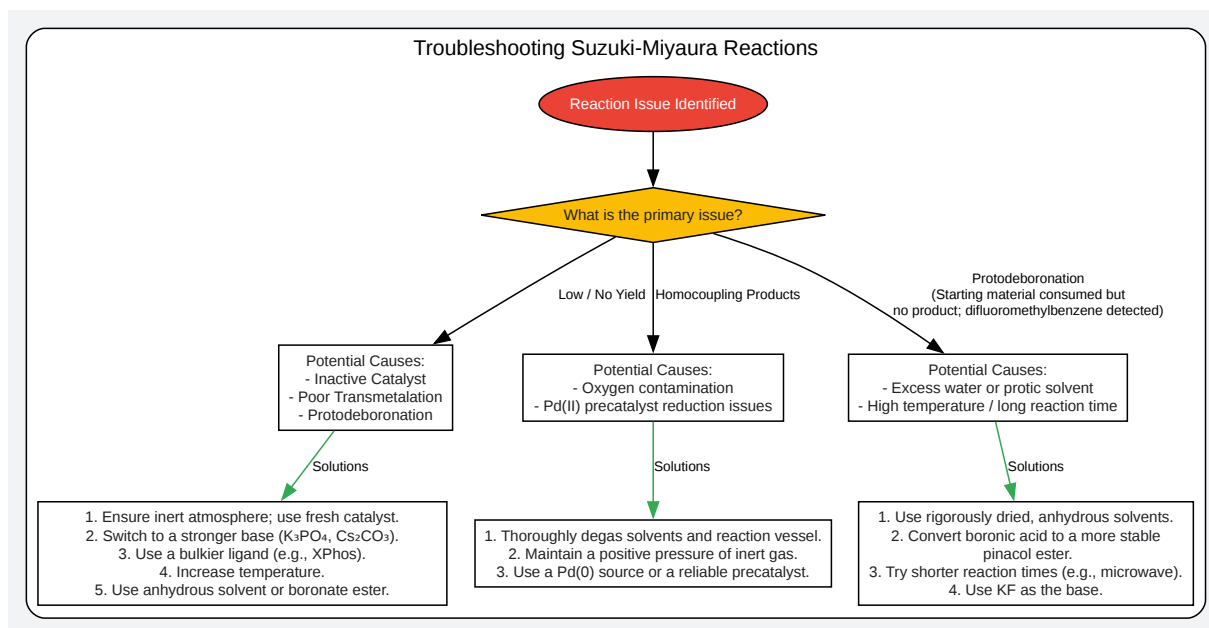 Troubleshooting Suzuki-Miyaura Reactions
Reaction Issue Identified
What is the primary issue?
Low / No Yield
Homocoupling Products
Protodeboronation
(Starting material consumed but
no product; difluoromethylbenzene detected)
Potential Causes:
- Inactive Catalyst
- Poor Transmetalation
- Protodeboronation
Potential Causes:
- Oxygen contamination
- Pd(II) precatalyst reduction issues
Potential Causes:
- Excess water or protic solvent
- High temperature / long reaction time
Solutions
Solutions
Solutions
1. Ensure inert atmosphere; use fresh catalyst.
2. Switch to a stronger base (K₃PO₄, Cs₂CO₃).
3. Use a bulkier ligand (e.g., XPhos).
4. Increase temperature.
5. Use anhydrous solvent or boronate ester.
1. Thoroughly degas solvents and reaction vessel.
2. Maintain a positive pressure of inert gas.
3. Use a Pd(0) source or a reliable precatalyst.
1. Use rigorously dried, anhydrous solvents.
2. Convert boronic acid to a more stable
pinacol ester.
3. Try shorter reaction times (e.g., microwave).
4. Use KF as the base.